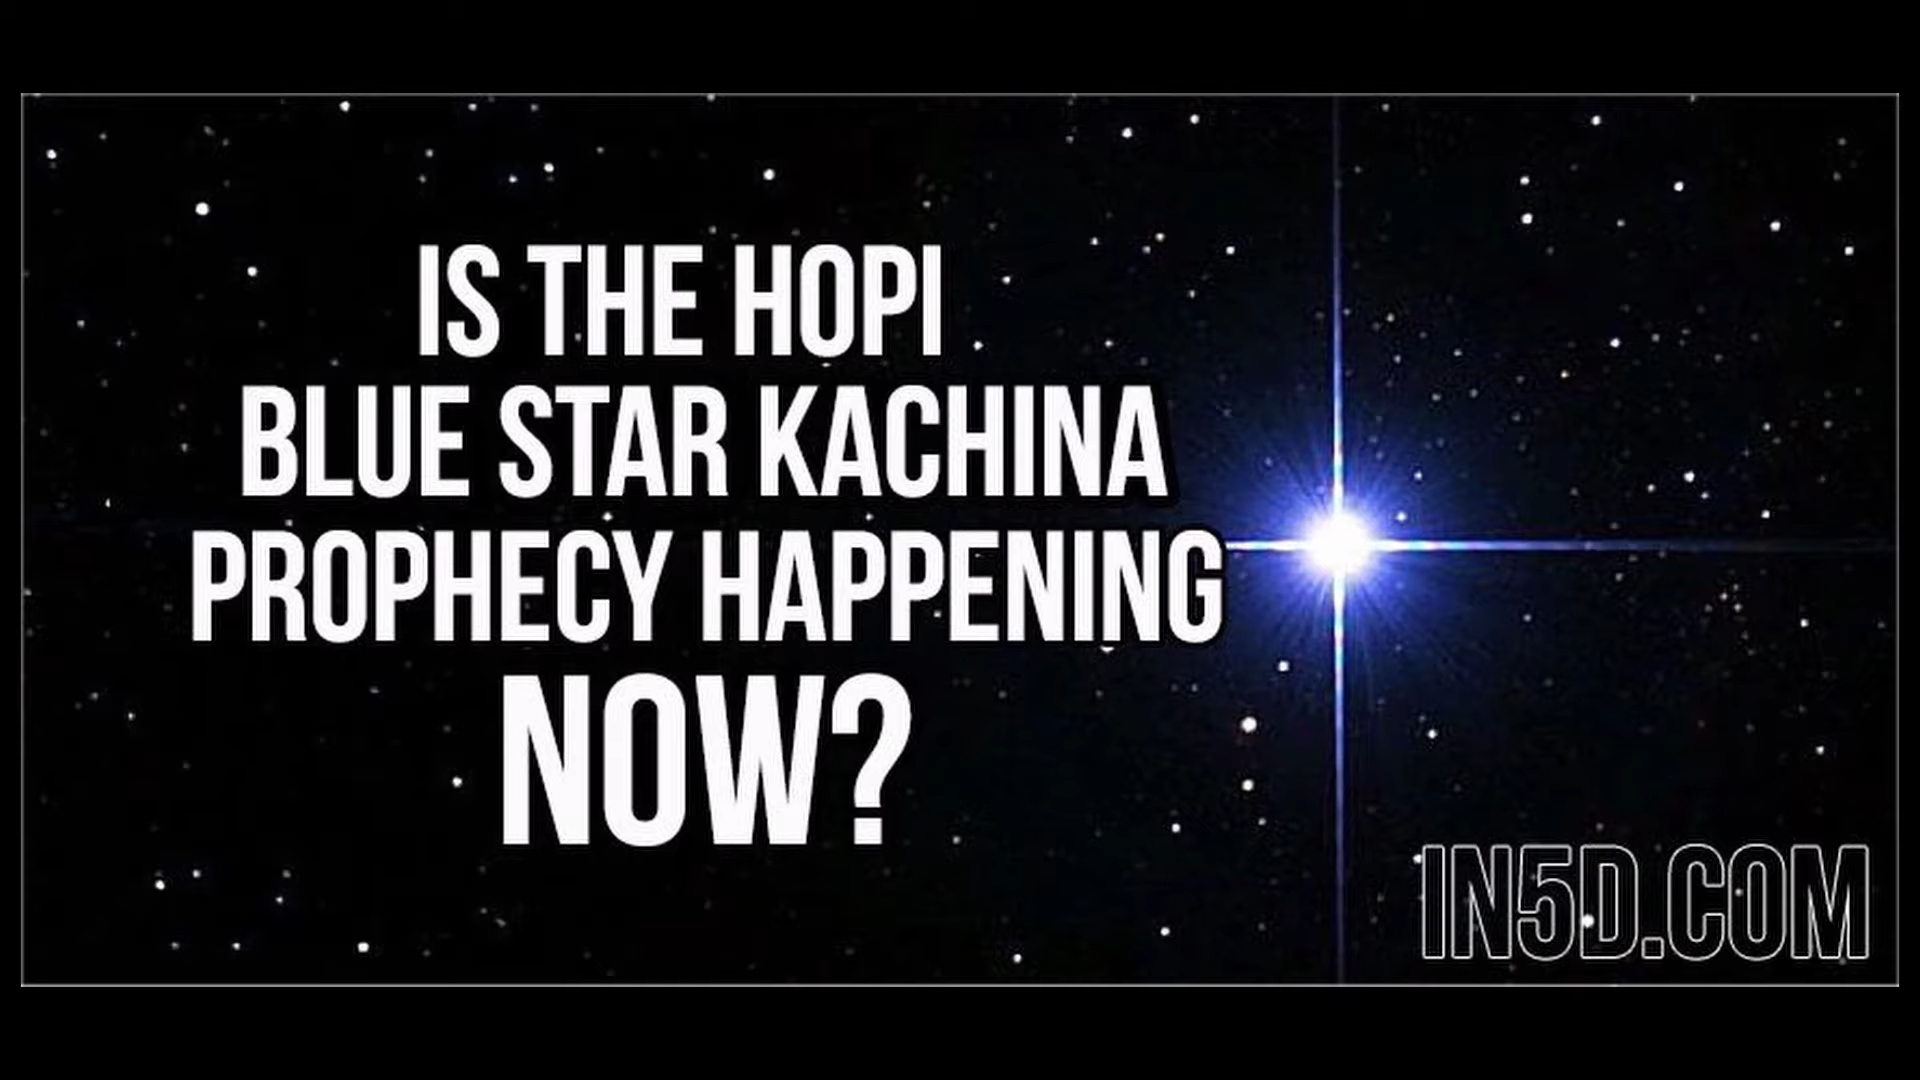 IS THE HOPI
BLUE STAR KACHINA
PROPHECY HAPPENING
NOW?
IN5D.COM